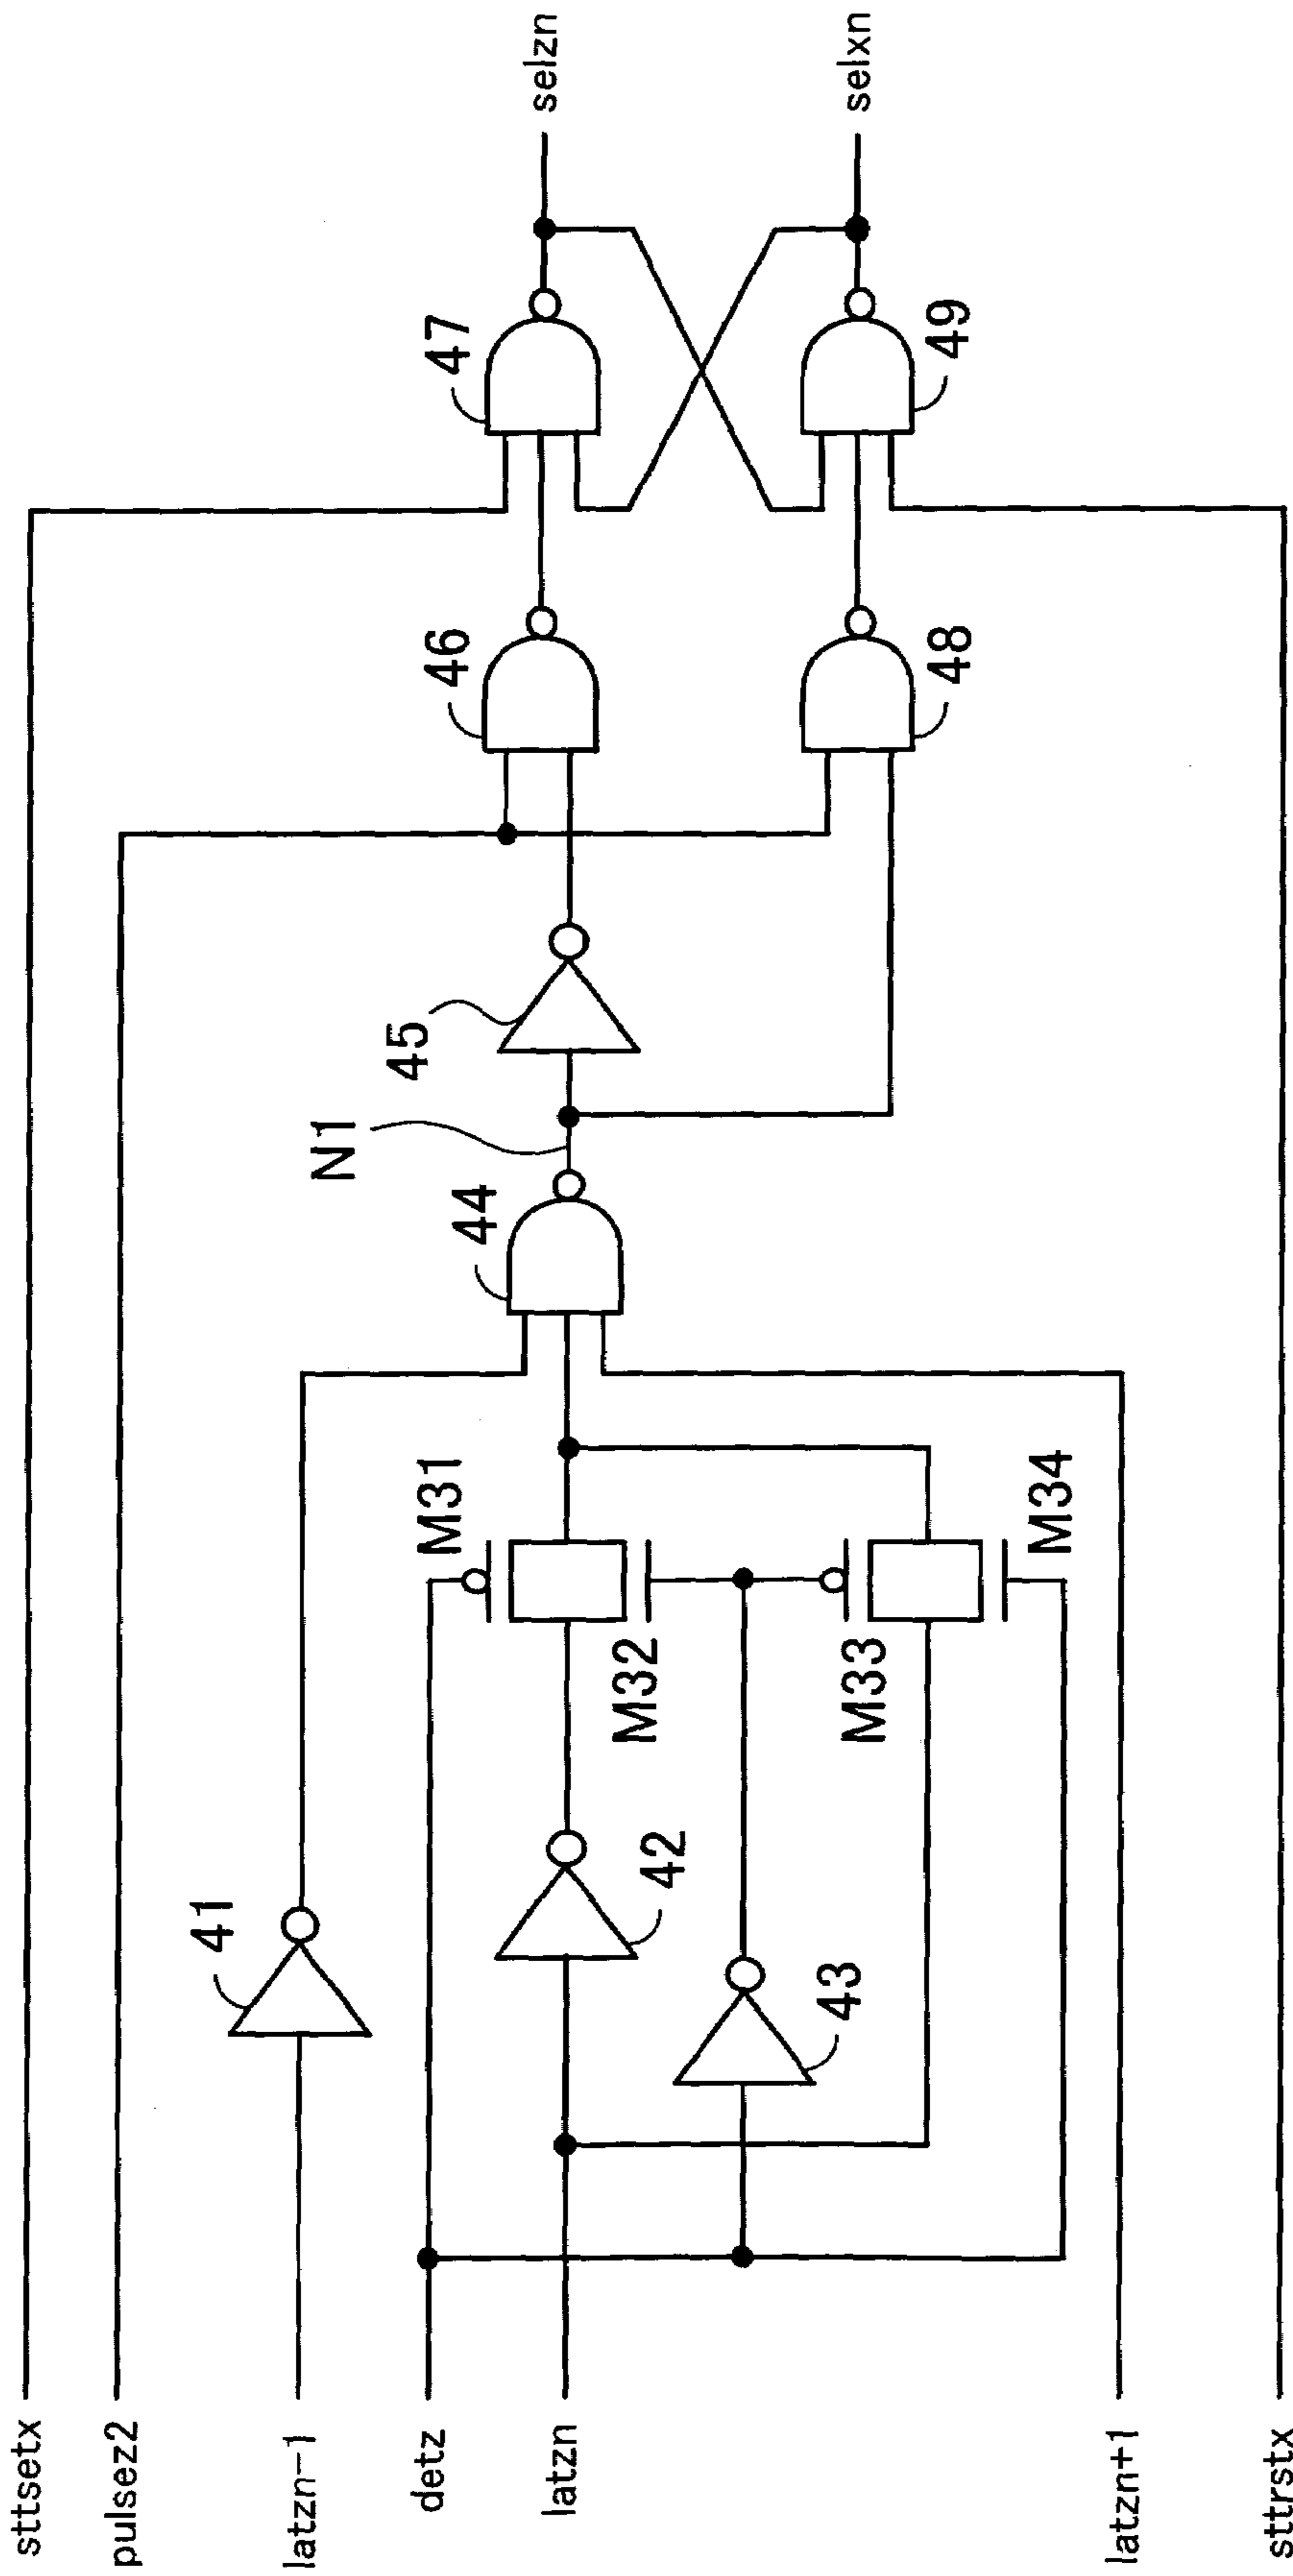 sttsetx
pulsez2
latzn-1
detz
latzn
latzn+1
sttrstx
41
42
43
M31
M32
M33
M34
44
N1
45
46
48
47
49
selzn
selxn